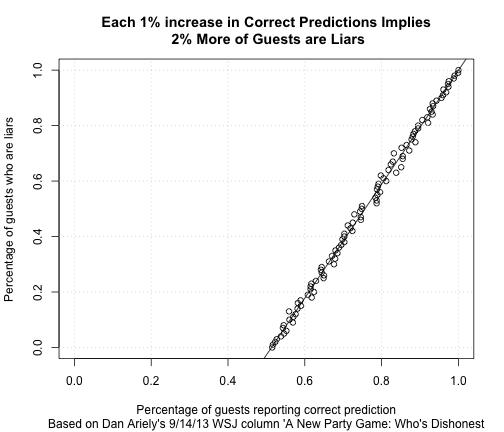 Each 1% increase in Correct Predictions Implies
2% More of Guests are Liars
Percentage of guests who are liars
1.0
0.8
0.6
0.4
0.2
0.0
0.0 0.2 0.4 0.6 0.8 1.0
Percentage of guests reporting correct prediction
Based on Dan Ariely's 9/14/13 WSJ column 'A New Party Game: Who's Dishonest